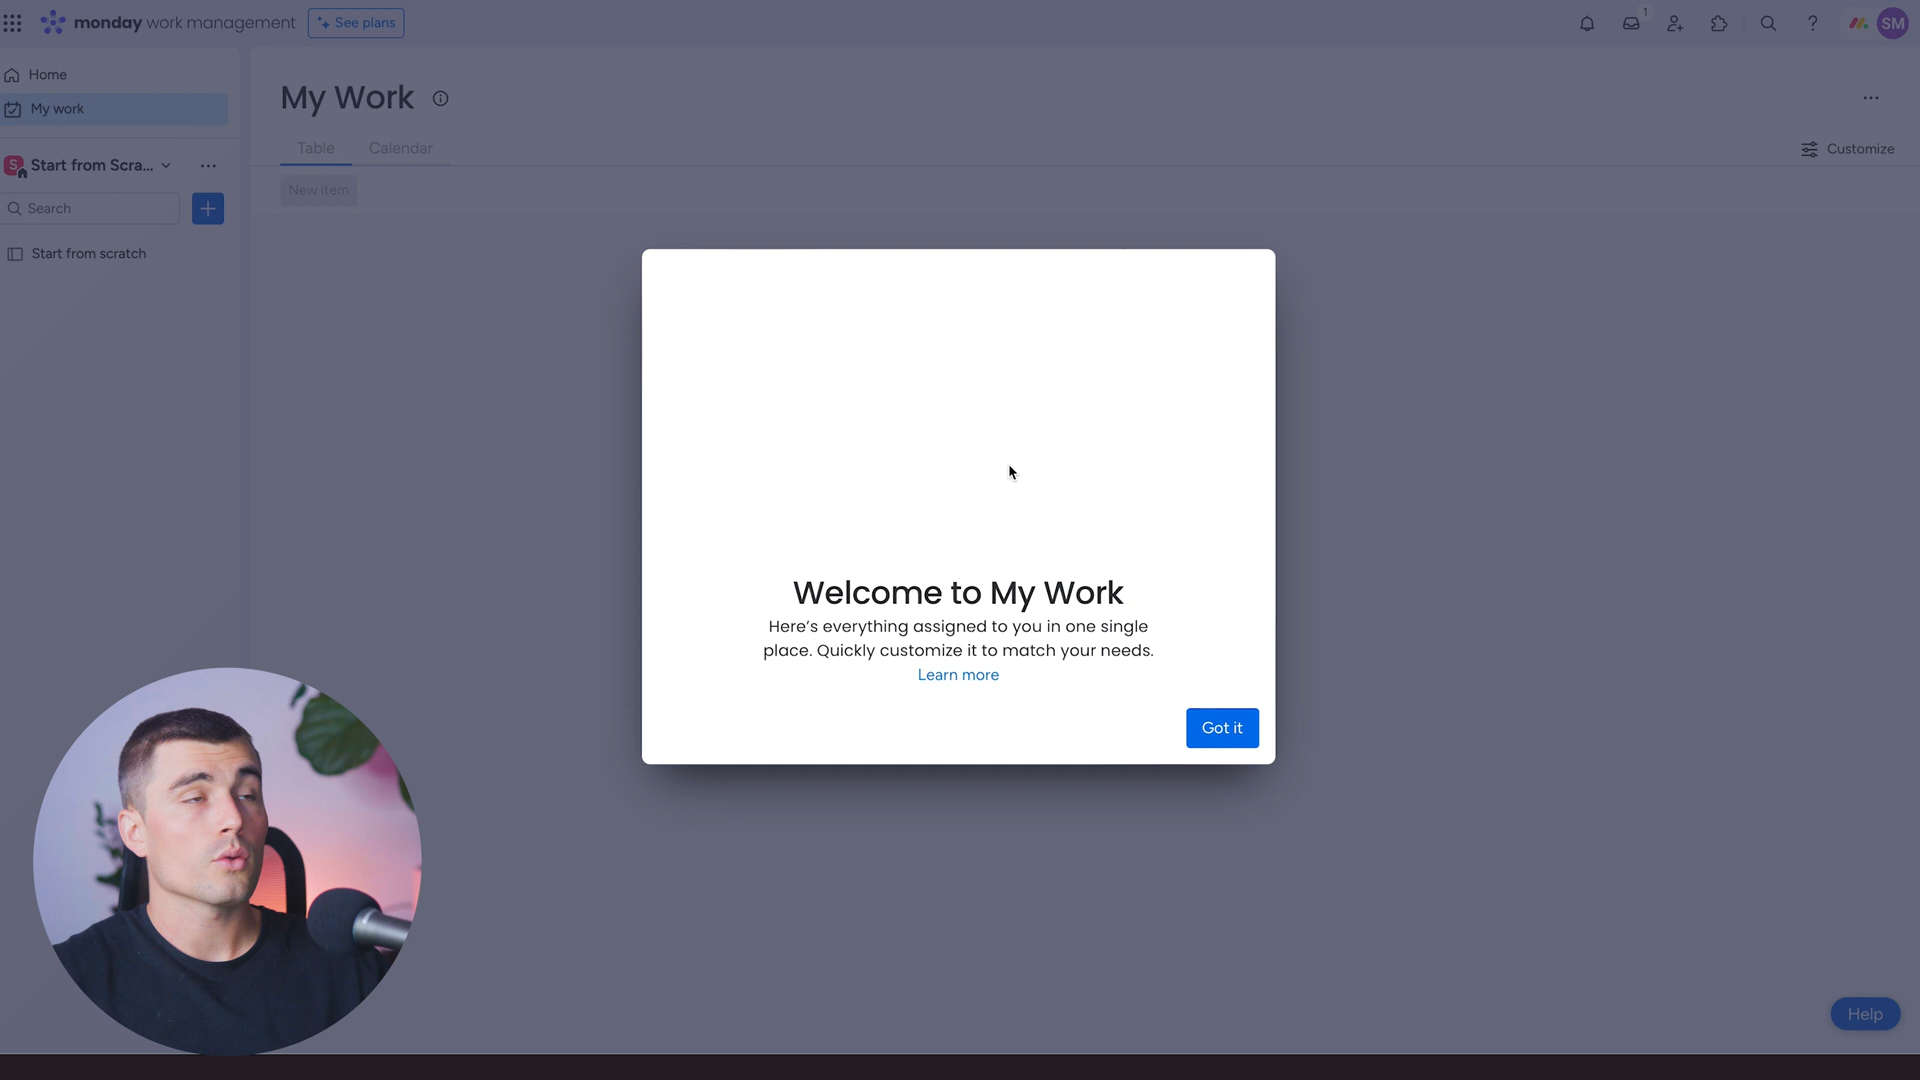 monday work management
See plans
1
SM
Home
My work
S
Start from Scra...
Search
Start from scratch
My Work
Table
Calendar
Customize
New item
Welcome to My Work
Here's everything assigned to you in one single
place. Quickly customize it to match your needs.
Learn more
Got it
Help